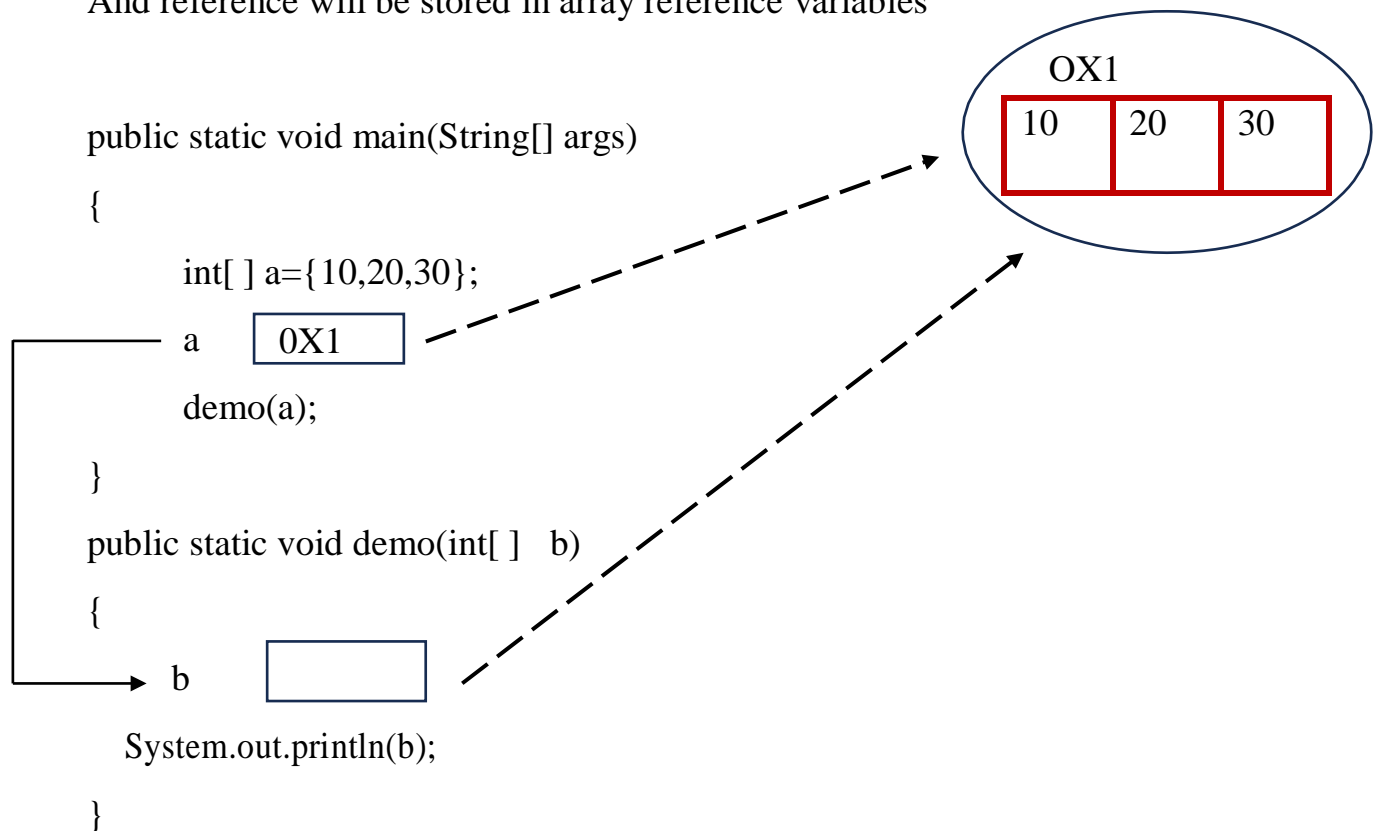 And reference will be stored in array reference variables
OX1
10 20 30
public static void main(String[] args)
{
int[ ] a={10,20,30};
a 0X1
demo(a);
}
public static void demo(int[ ] b)
{
b
System.out.println(b);
}